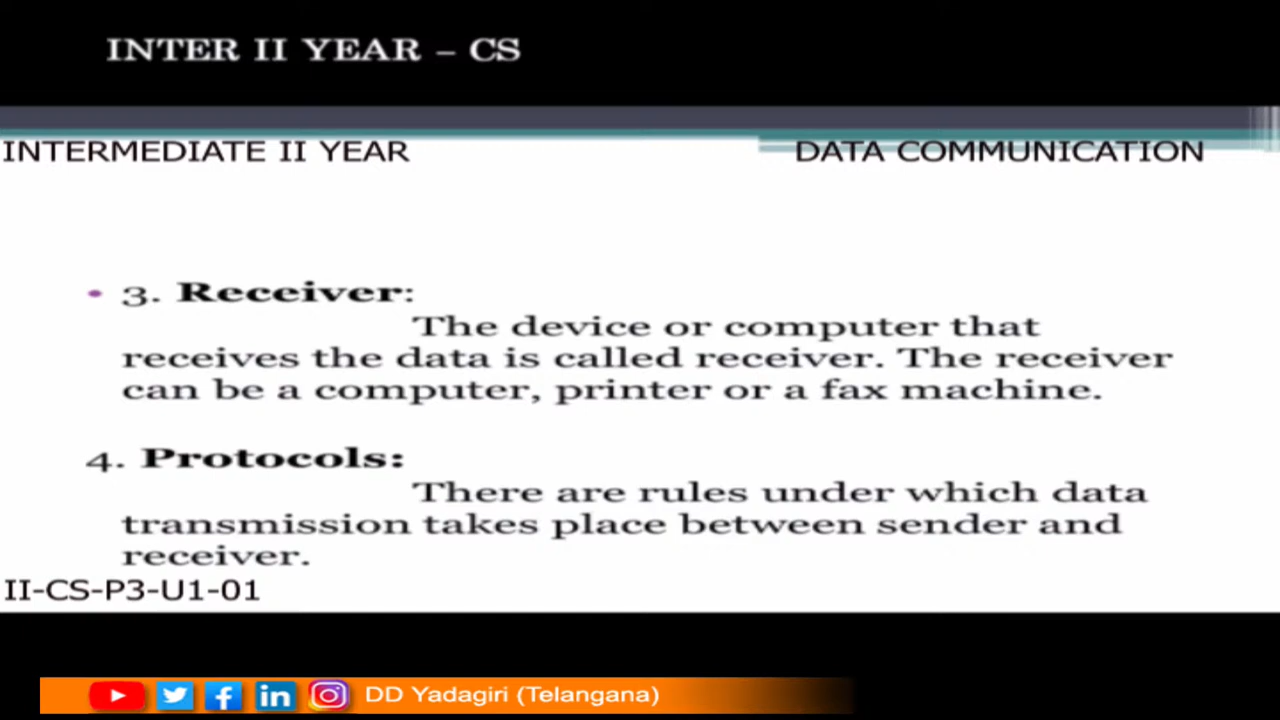 INTER II YEAR – CS
INTERMEDIATE II YEAR
DATA COMMUNICATION
• 3. Receiver:
The device or computer that
receives the data is called receiver. The receiver
can be a computer, printer or a fax machine.
4. Protocols:
There are rules under which data
transmission takes place between sender and
receiver.
II-CS-P3-U1-01
DD Yadagiri (Telangana)